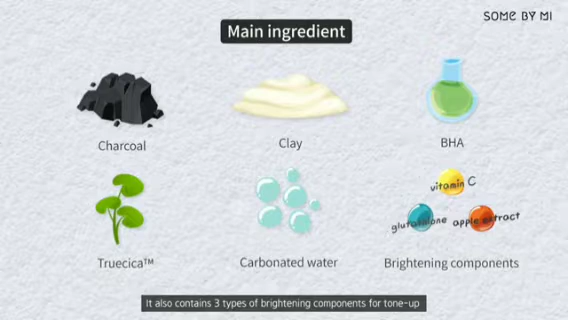 SOME BY MI
Main ingredient
Charcoal
Clay
BHA
vitamin C
glutathione
apple extract
Truecica™
Carbonated water
Brightening components
It also contains 3 types of brightening components for tone-up